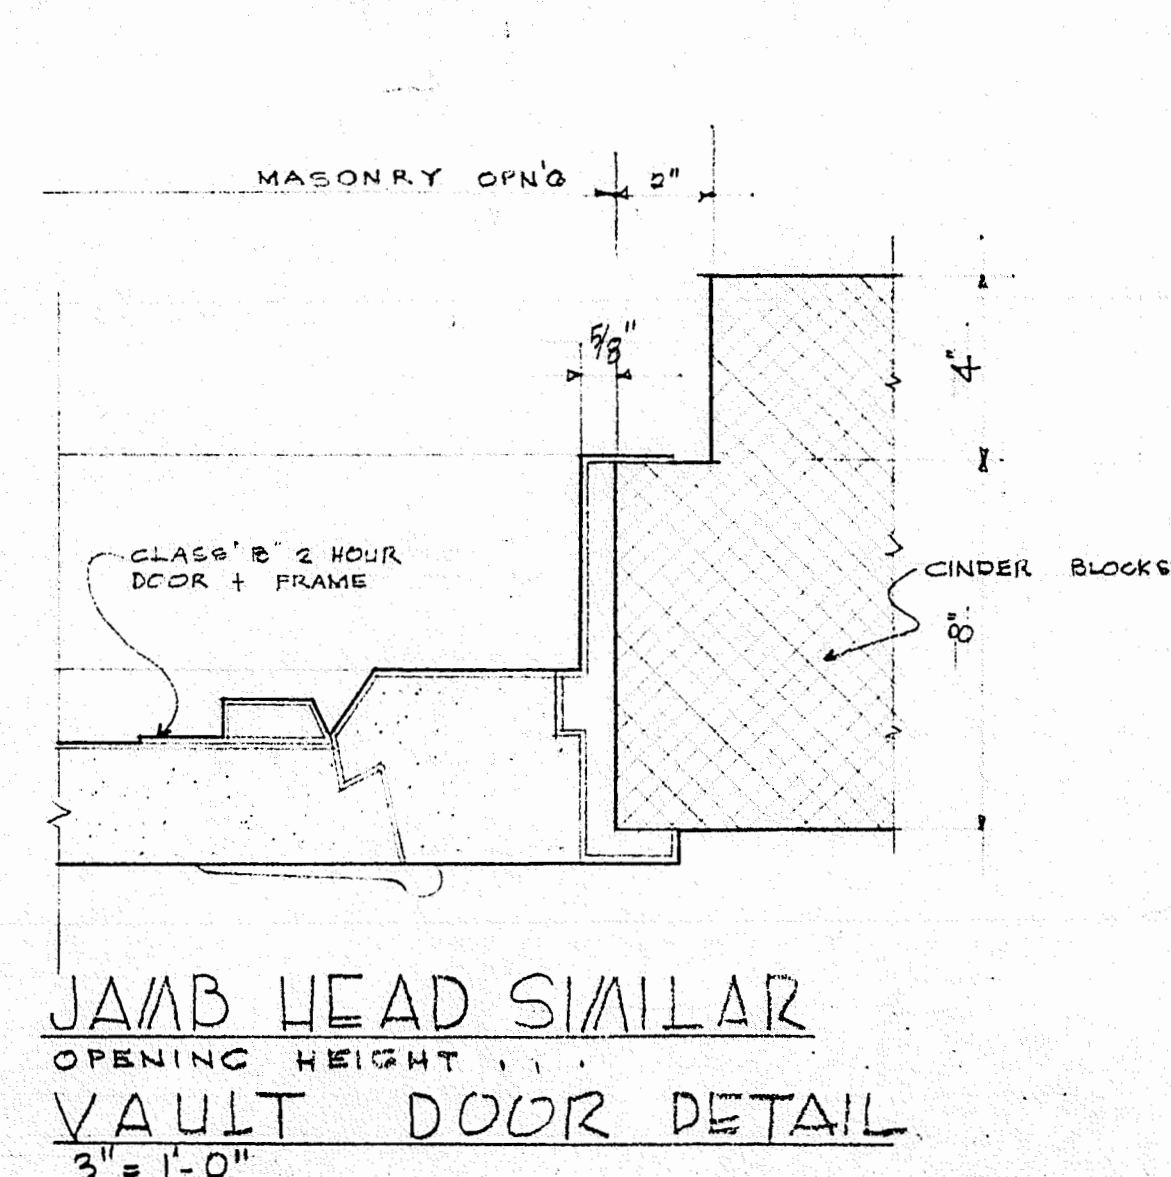 MASONRY OPN'G 2"
5/8"
4"
CLASS "B" 2 HOUR
DOOR + FRAME
CINDER BLOCKS
8"
JAMB HEAD SIMILAR
OPENING HEIGHT . . .
VAULT DOOR DETAIL
3" = 1'-0"